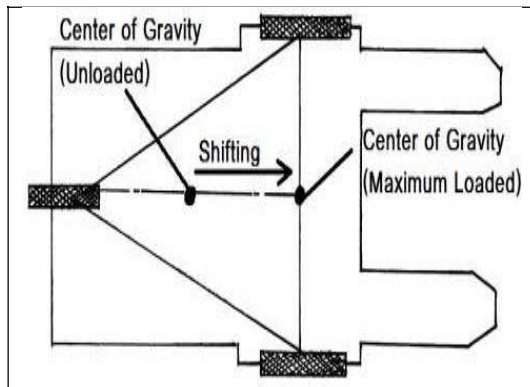 Center of Gravity
(Unloaded)
Shifting
Center of Gravity
(Maximum Loaded)